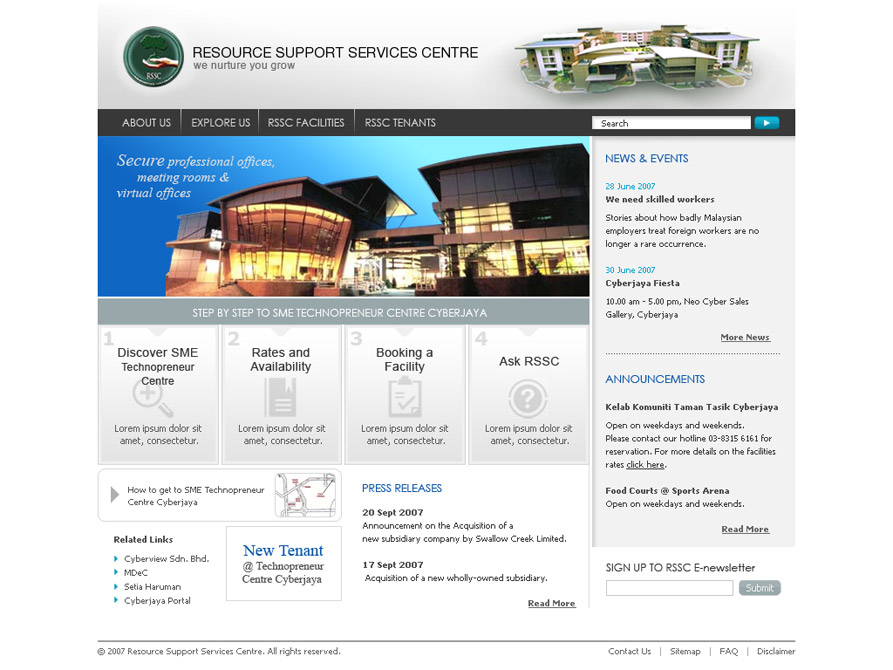 RSSC
RESOURCE SUPPORT SERVICES CENTRE
we nurture you grow
ABOUT US
EXPLORE US
RSSC FACILITIES
RSSC TENANTS
Search
Secure professional offices,
meeting rooms &
virtual offices
STEP BY STEP TO SME TECHNOPRENEUR CENTRE CYBERJAYA
1
Discover SME
Technopreneur
Centre
Lorem ipsum dolor sit
amet, consectetur.
2
Rates and
Availability
Lorem ipsum dolor sit
amet, consectetur.
3
Booking a
Facility
Lorem ipsum dolor sit
amet, consectetur.
4
Ask RSSC
Lorem ipsum dolor sit
amet, consectetur.
How to get to SME Technopreneur
Centre Cyberjaya
Related Links
Cyberview Sdn. Bhd.
MDeC
Setia Haruman
Cyberjaya Portal
New Tenant
@ Technopreneur
Centre Cyberjaya
PRESS RELEASES
20 Sept 2007
Announcement on the Acquisition of a
new subsidiary company by Swallow Creek Limited.
17 Sept 2007
Acquisition of a new wholly-owned subsidiary.
Read More
NEWS & EVENTS
28 June 2007
We need skilled workers
Stories about how badly Malaysian
employers treat foreign workers are no
longer a rare occurrence.
30 June 2007
Cyberjaya Fiesta
10.00 am - 5.00 pm, Neo Cyber Sales
Gallery, Cyberjaya
More News
ANNOUNCEMENTS
Kelab Komuniti Taman Tasik Cyberjaya
Open on weekdays and weekends.
Please contact our hotline 03-8315 6161 for
reservation. For more details on the facilities
rates click here.
Food Courts @ Sports Arena
Open on weekdays and weekends.
Read More
SIGN UP TO RSSC E-newsletter
Submit
© 2007 Resource Support Services Centre. All rights reserved.
Contact Us | Sitemap | FAQ | Disclaimer